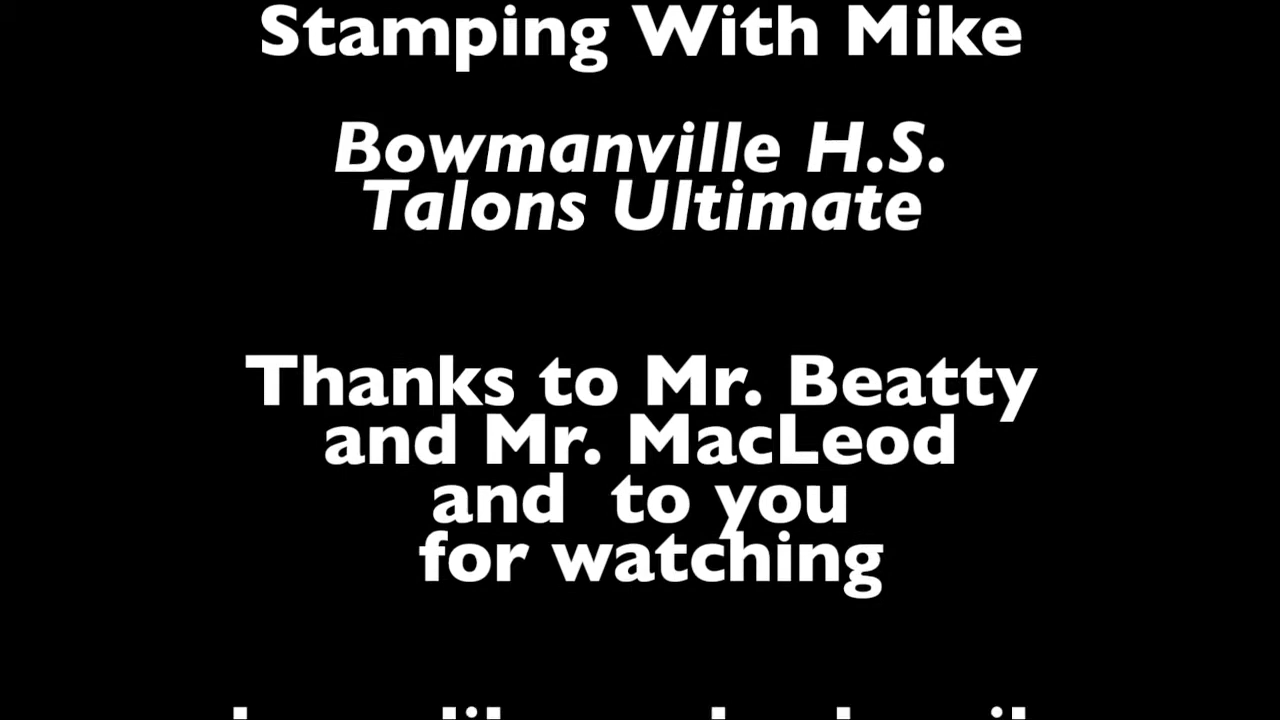 Stamping With Mike
Bowmanville H.S.
Talons Ultimate
Thanks to Mr. Beatty
and Mr. MacLeod
and to you
for watching